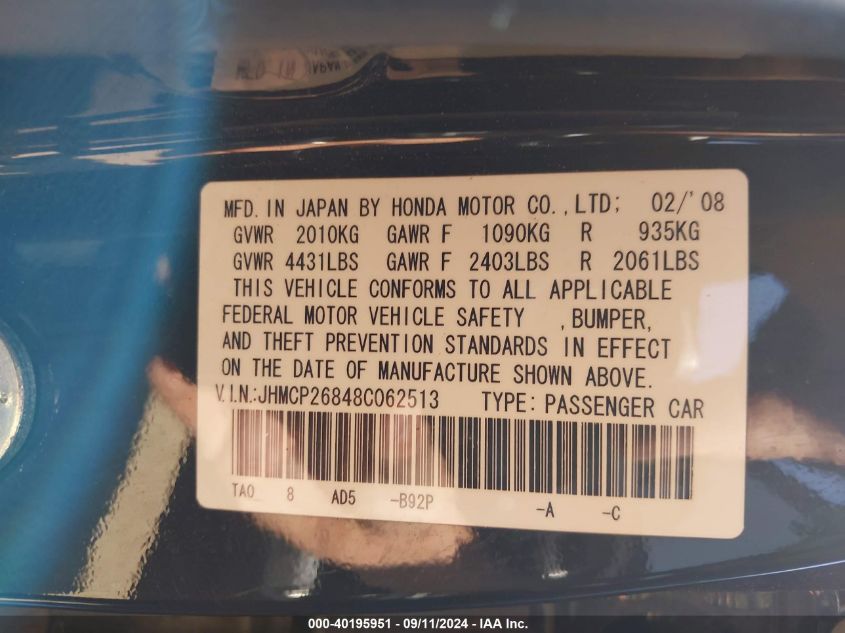 MFD. IN JAPAN BY HONDA MOTOR CO.,LTD; 02/'08
GVWR 2010KG GAWR F 1090KG R 935KG
GVWR 4431LBS GAWR F 2403LBS R 2061LBS
THIS VEHICLE CONFORMS TO ALL APPLICABLE
FEDERAL MOTOR VEHICLE SAFETY ,BUMPER,
AND THEFT PREVENTION STANDARDS IN EFFECT
ON THE DATE OF MANUFACTURE SHOWN ABOVE.
V.I.N.:JHMCP26848C062513 TYPE: PASSENGER CAR
TA0 8 AD5 -B92P -A -C
000-40195951 - 09/11/2024 - IAA Inc.